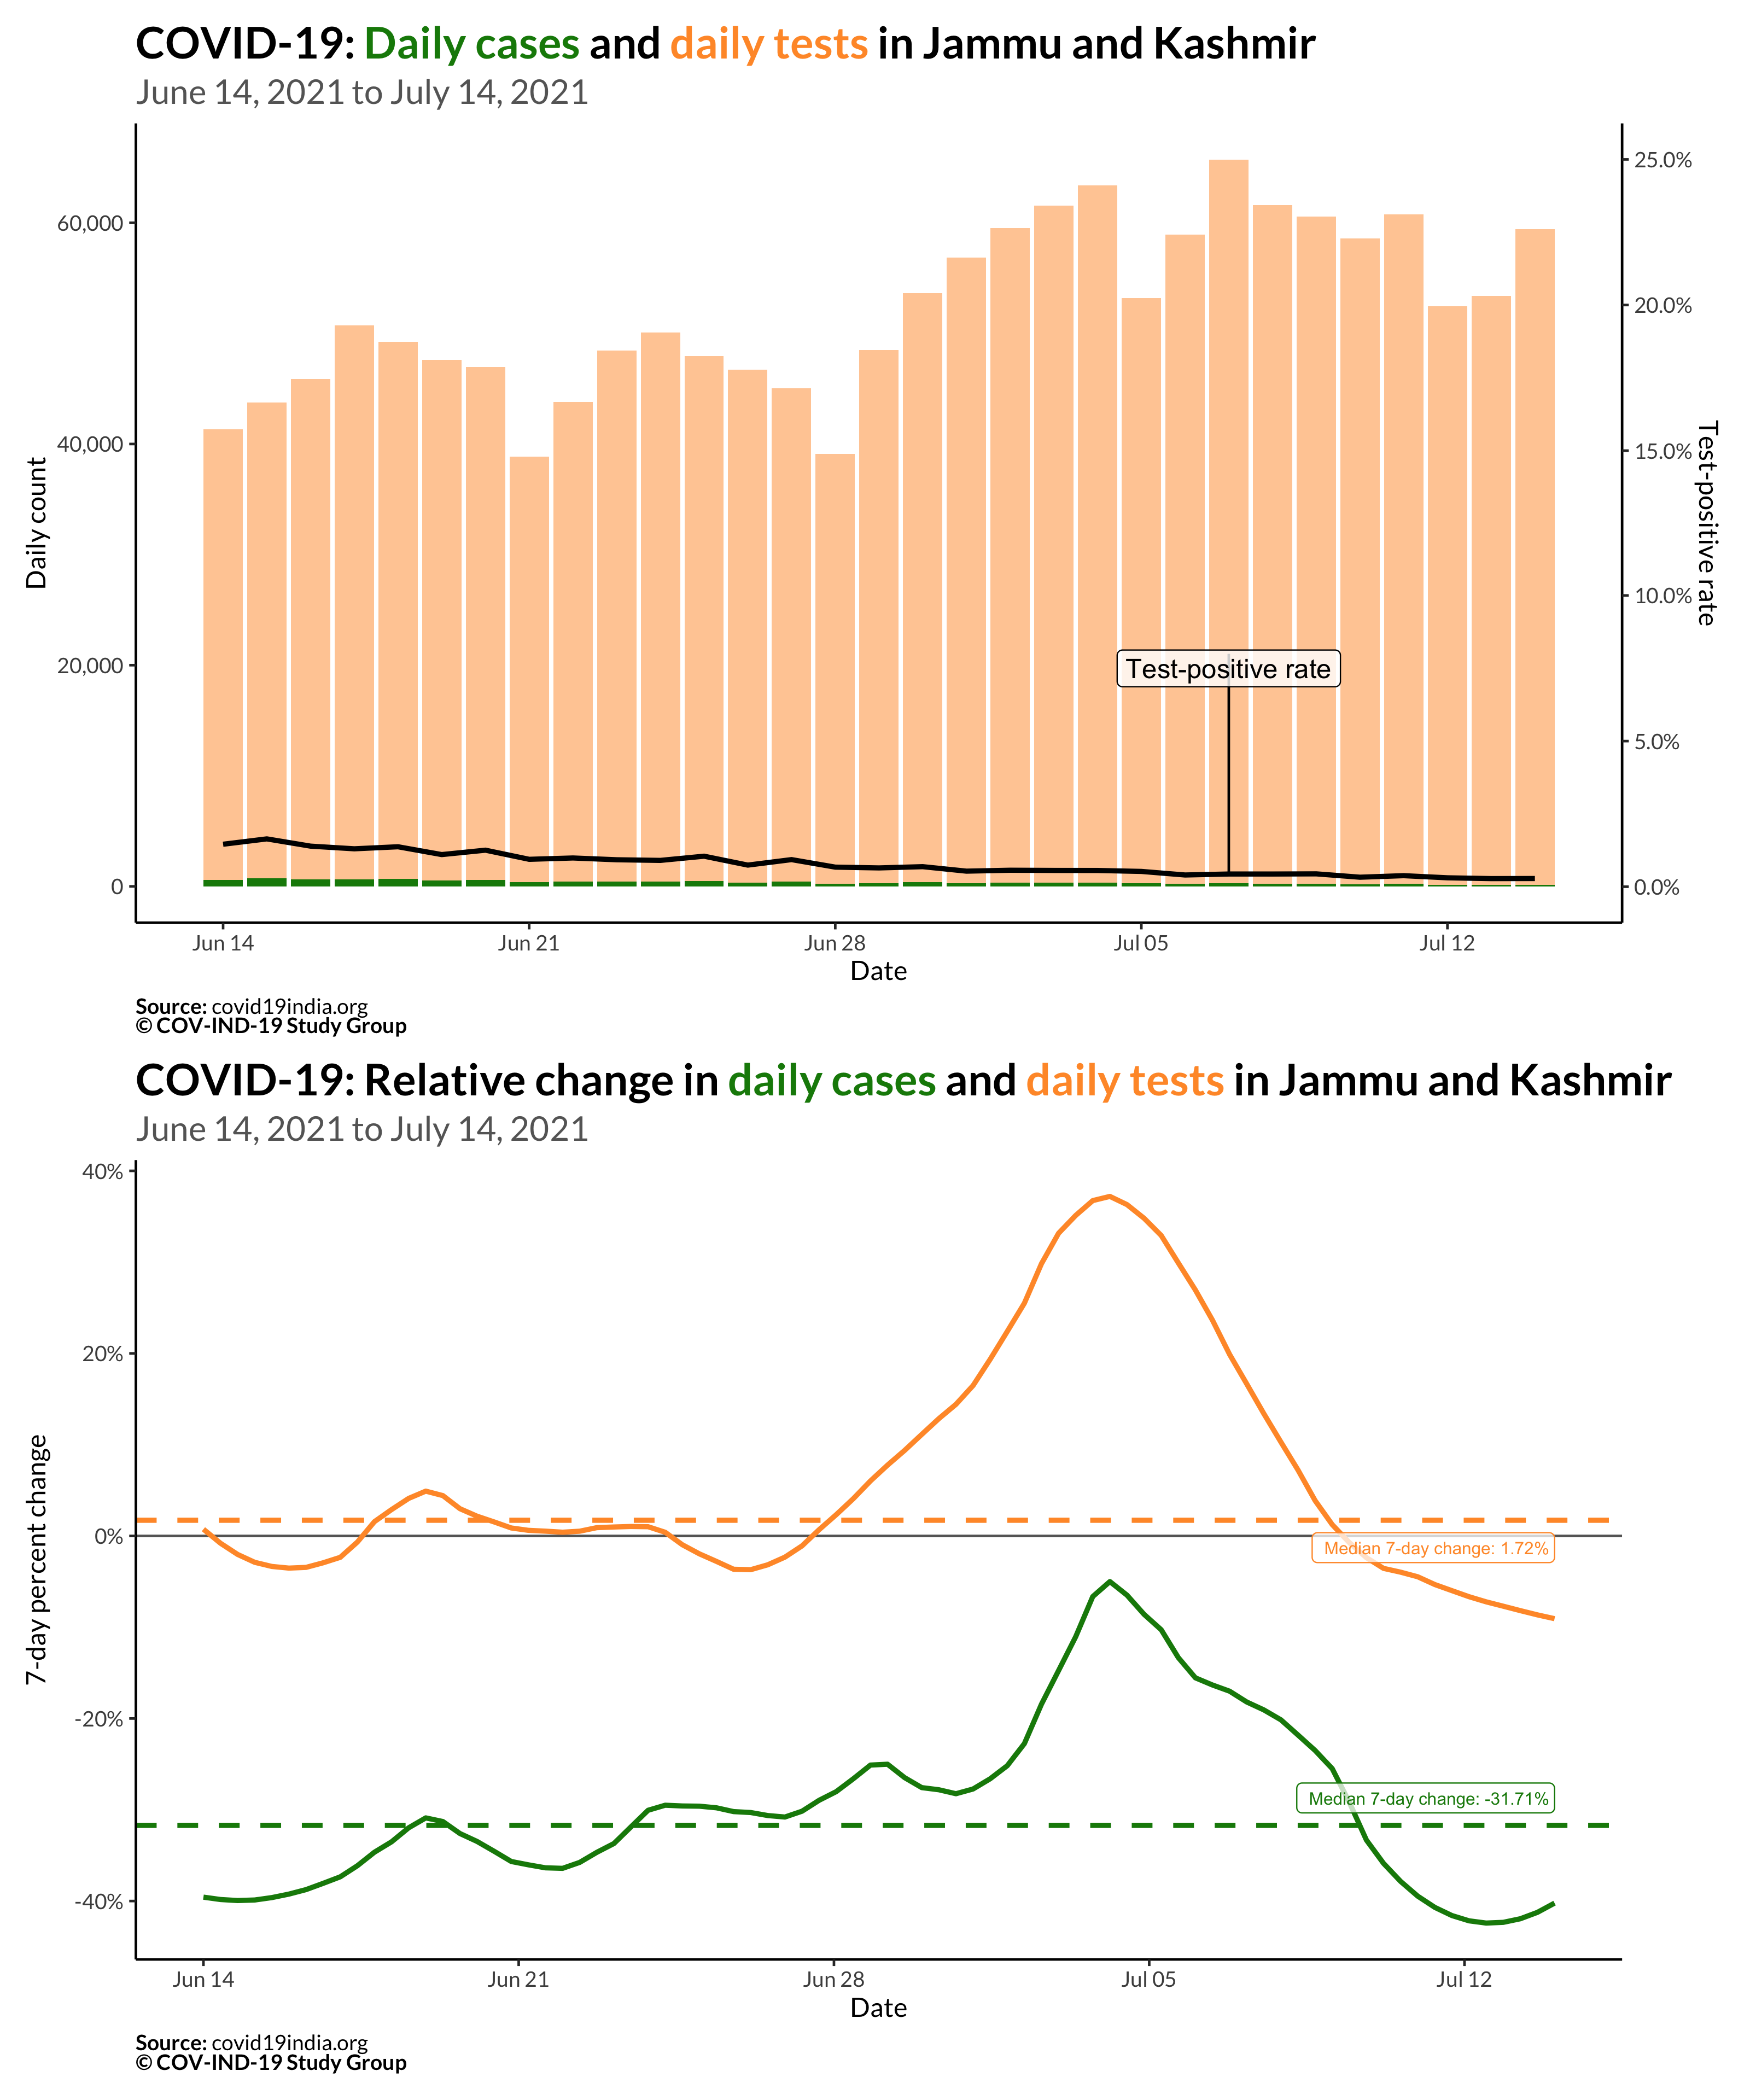 COVID-19: Daily cases and daily tests in Jammu and Kashmir
June 14, 2021 to July 14, 2021
60,000
40,000
20,000
0
Daily count
25.0%
20.0%
15.0%
10.0%
5.0%
0.0%
Test-positive rate
Test-positive rate
Jun 14
Jun 21
Jun 28
Jul 05
Jul 12
Date
Source: covid19india.org
© COV-IND-19 Study Group
COVID-19: Relative change in daily cases and daily tests in Jammu and Kashmir
June 14, 2021 to July 14, 2021
40%
20%
0%
-20%
-40%
7-day percent change
Median 7-day change: 1.72%
Median 7-day change: -31.71%
Jun 14
Jun 21
Jun 28
Jul 05
Jul 12
Date
Source: covid19india.org
© COV-IND-19 Study Group